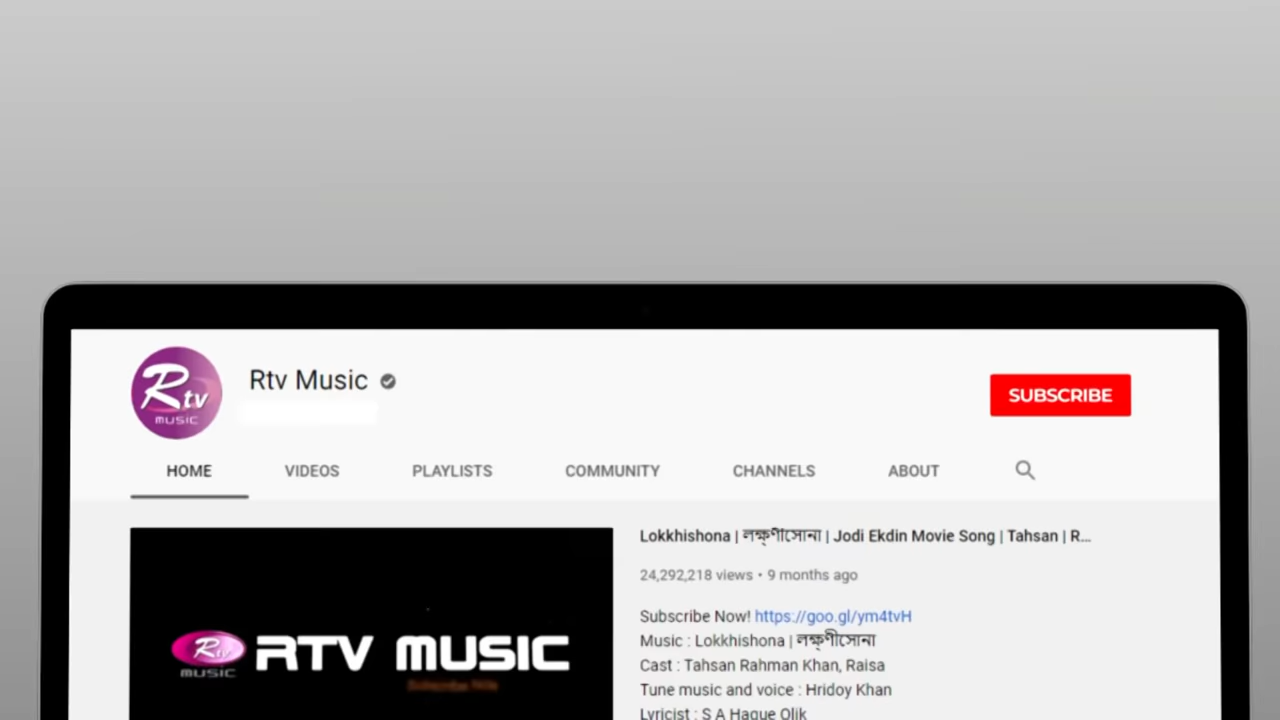 Rtv
MUSIC
Rtv Music
SUBSCRIBE
HOME VIDEOS PLAYLISTS COMMUNITY CHANNELS ABOUT
Lokkhishona | লক্ষ্ণীসোনা | Jodi Ekdin Movie Song | Tahsan | R...
24,292,218 views • 9 months ago
Subscribe Now! https://goo.gl/ym4tvH
Music : Lokkhishona | লক্ষ্ণীসোনা
Cast : Tahsan Rahman Khan, Raisa
Tune music and voice : Hridoy Khan
Lyricist : S A Haque Olik
Rtv
MUSIC
RTV MUSIC
Subscribe Now